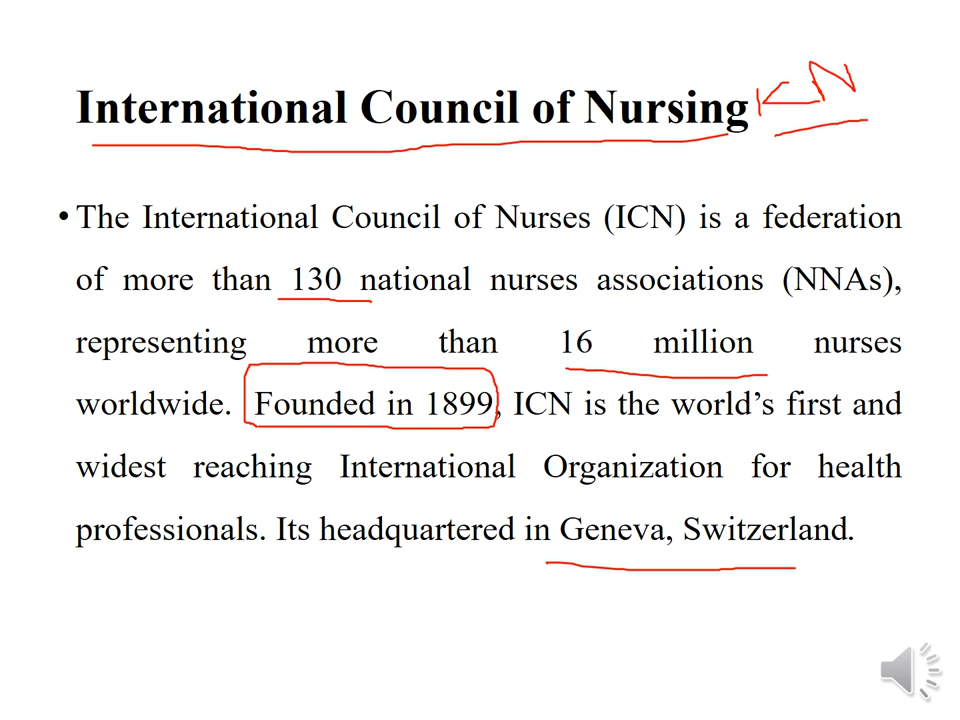 International Council of Nursing ICN
• The International Council of Nurses (ICN) is a federation
of more than 130 national nurses associations (NNAs),
representing more than 16 million nurses
worldwide. Founded in 1899, ICN is the world’s first and
widest reaching International Organization for health
professionals. Its headquartered in Geneva, Switzerland.